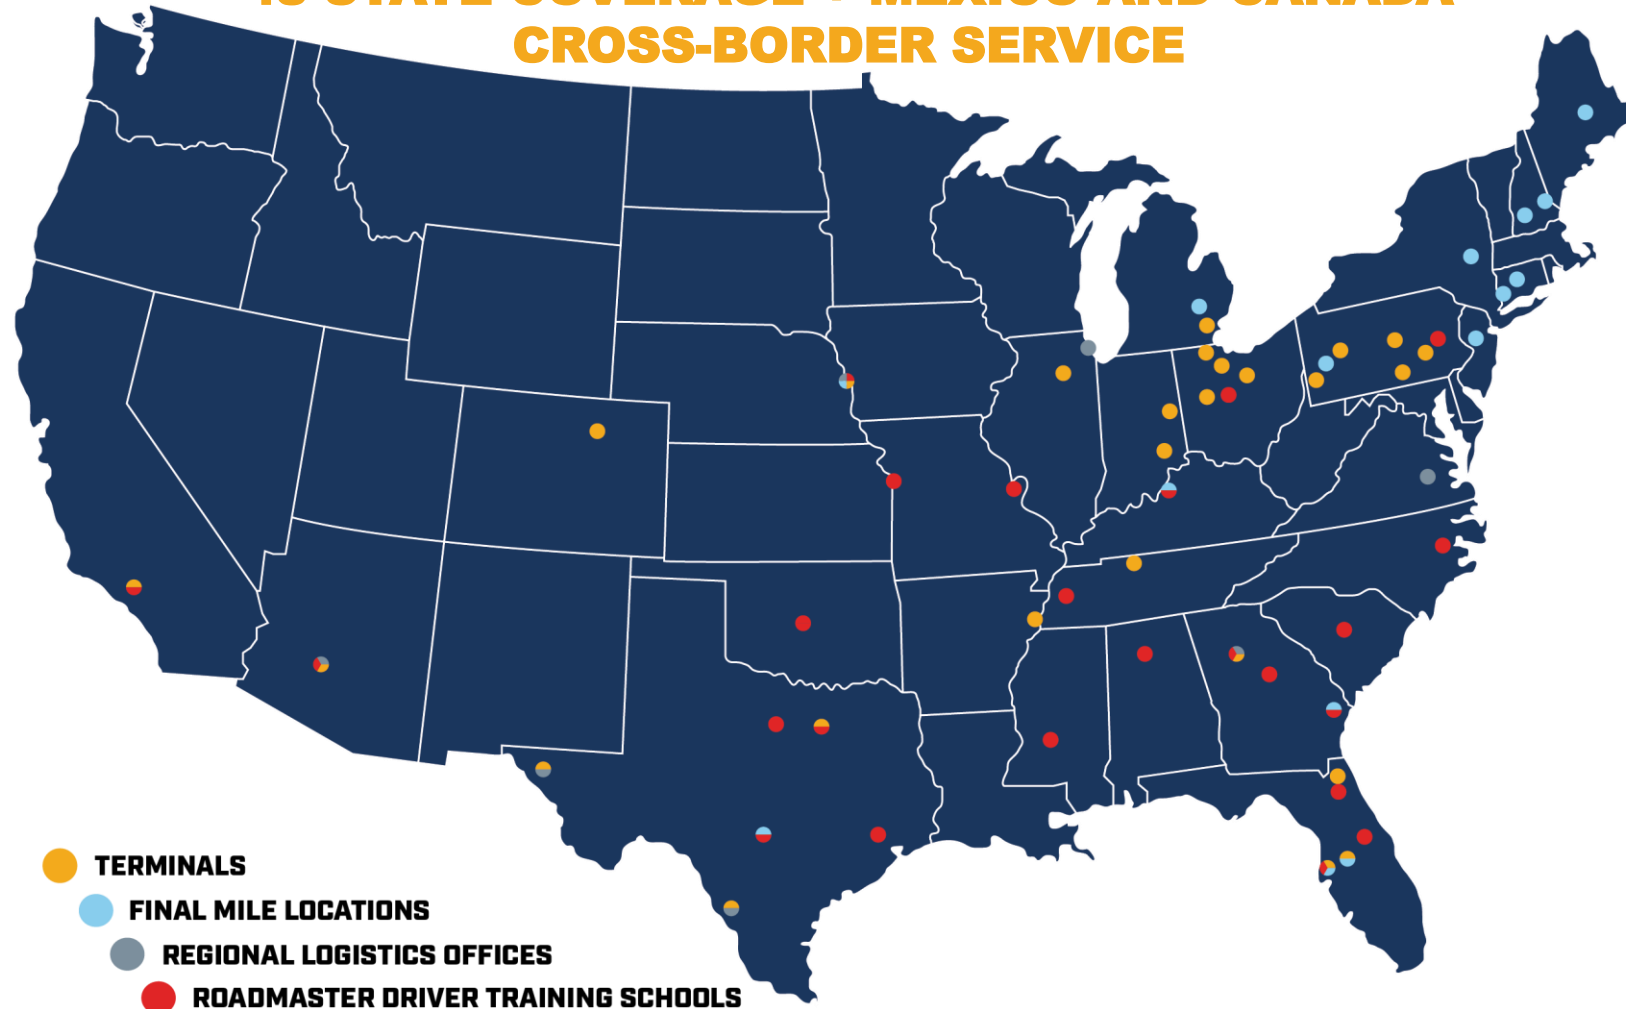 CROSS-BORDER SERVICE
TERMINALS
FINAL MILE LOCATIONS
REGIONAL LOGISTICS OFFICES
ROADMASTER DRIVER TRAINING SCHOOLS